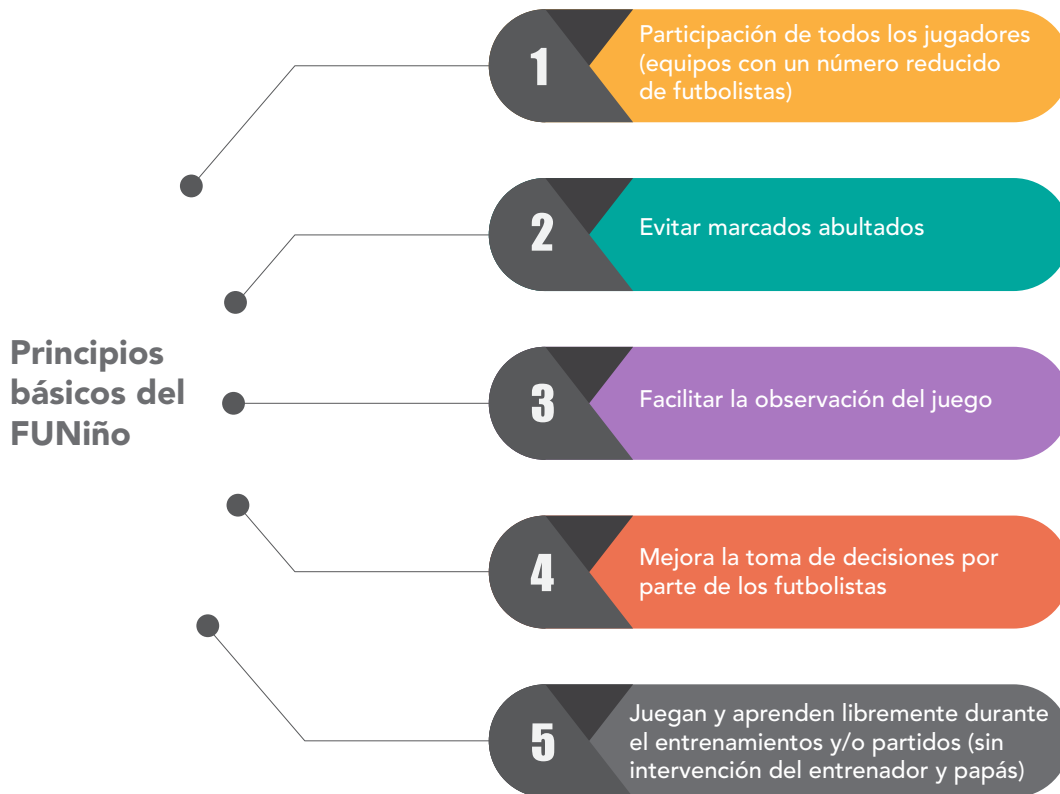 Principios
básicos del
FUNiño
1
Participación de todos los jugadores
(equipos con un número reducido
de futbolistas)
2
Evitar marcados abultados
3
Facilitar la observación del juego
4
Mejora la toma de decisiones por
parte de los futbolistas
5
Juegan y aprenden libremente durante
el entrenamientos y/o partidos (sin
intervención del entrenador y papás)